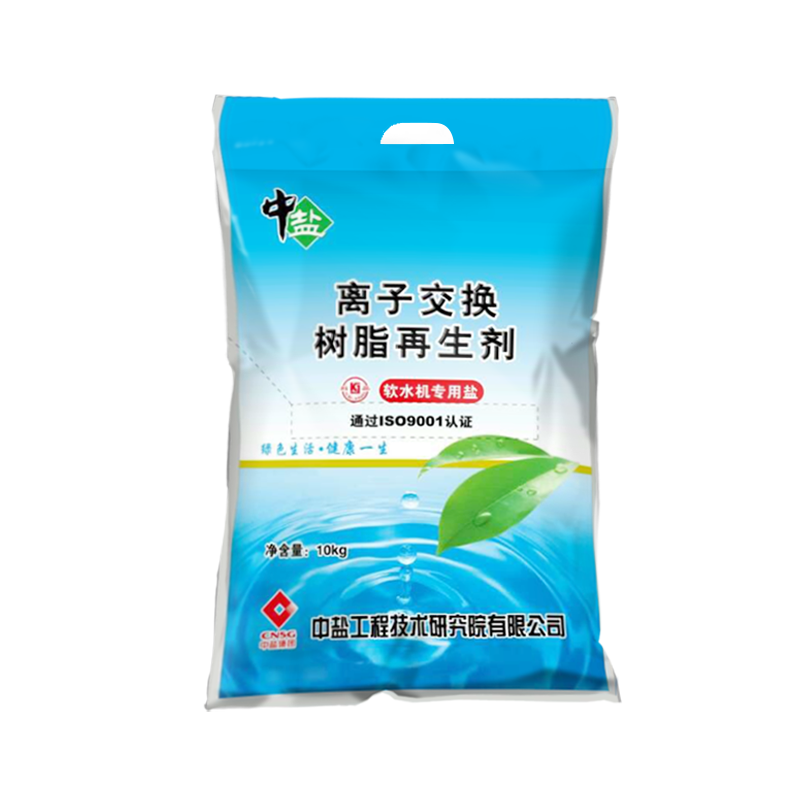 中盐
离子交换
树脂再生剂
软水机专用盐
通过ISO9001认证
绿色生活·健康一生
净含量：10kg
CNSG
中盐集团
中盐工程技术研究院有限公司